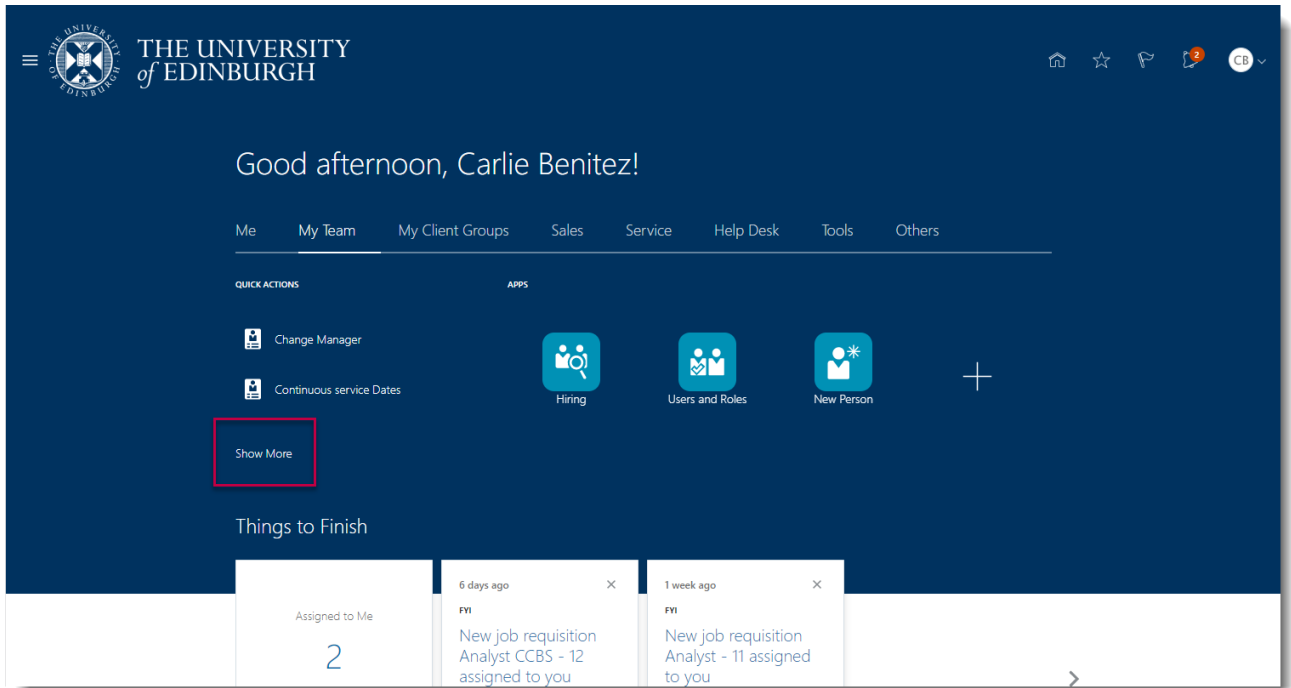 THE UNIVERSITY
of EDINBURGH
2
CB
Good afternoon, Carlie Benitez!
Me My Team My Client Groups Sales Service Help Desk Tools Others
QUICK ACTIONS APPS
Change Manager
Continuous service Dates
Hiring Users and Roles New Person
Show More
Things to Finish
Assigned to Me
2
6 days ago
FYI
New job requisition
Analyst CCBS - 12
assigned to you
1 week ago
FYI
New job requisition
Analyst - 11 assigned
to you